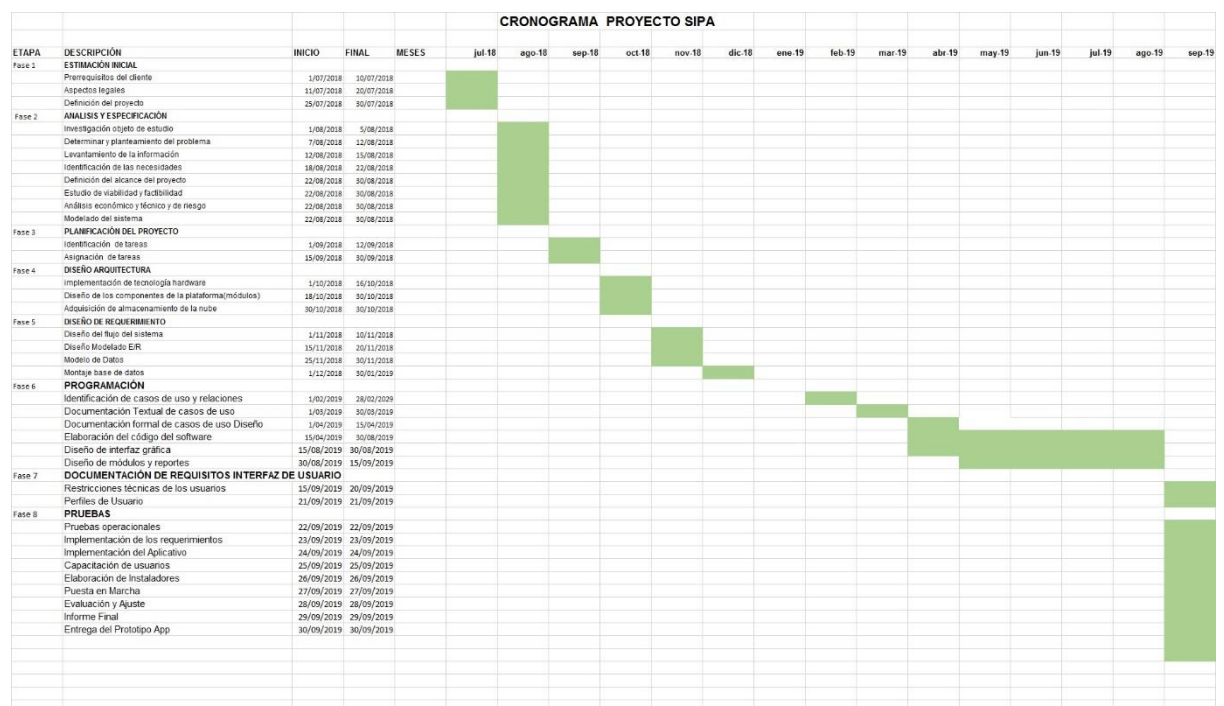 CRONOGRAMA PROYECTO SIPA
ETAPA DESCRIPCIÓN INICIO FINAL MESES jul-18 ago-18 sep-18 oct-18 nov-18 dic-18 ene-19 feb-19 mar-19 abr-19 may-19 jun-19 jul-19 ago-19 sep-19
Fase 1 ESTIMACIÓN INICIAL
Prerrequisitos del cliente 1/07/2018 10/07/2018
Aspectos legales 11/07/2018 20/07/2018
Definición del proyecto 25/07/2018 30/07/2018
Fase 2 ANALISIS Y ESPECIFICACIÓN
Investigación objeto de estudio 1/08/2018 5/08/2018
Determinar y planteamiento del problema 7/08/2018 12/08/2018
Levantamiento de la información 12/08/2018 15/08/2018
Identificación de las necesidades 18/08/2018 22/08/2018
Definición del alcance del proyecto 22/08/2018 30/08/2018
Estudio de viabilidad y factibilidad 22/08/2018 30/08/2018
Análisis económico y técnico y de riesgo 22/08/2018 30/08/2018
Modelado del sistema 22/08/2018 30/08/2018
Fase 3 PLANIFICACIÓN DEL PROYECTO
Identificación de tareas 1/09/2018 12/09/2018
Asignación de tareas 15/09/2018 30/09/2018
Fase 4 DISEÑO ARQUITECTURA
Implementación de tecnología hardware 1/10/2018 16/10/2018
Diseño de los componentes de la plataforma(módulos) 18/10/2018 30/10/2018
Adquisición de almacenamiento de la nube 30/10/2018 30/10/2018
Fase 5 DISEÑO DE REQUERIMIENTO
Diseño del flujo del sistema 1/11/2018 10/11/2018
Diseño Modelado E/R 15/11/2018 20/11/2018
Modelo de Datos 25/11/2018 30/11/2018
Montaje base de datos 1/12/2018 30/01/2019
Fase 6 PROGRAMACIÓN
Identificación de casos de uso y relaciones 1/02/2019 28/02/2029
Documentación Textual de casos de uso 1/03/2019 30/03/2019
Documentación formal de casos de uso Diseño 1/04/2019 15/04/2019
Elaboración del código del software 15/04/2019 30/08/2019
Diseño de interfaz gráfica 15/08/2019 30/08/2019
Diseño de módulos y reportes 30/08/2019 15/09/2019
Fase 7 DOCUMENTACIÓN DE REQUISITOS INTERFAZ DE USUARIO
Restricciones técnicas de los usuarios 15/09/2019 20/09/2019
Perfiles de Usuario 21/09/2019 21/09/2019
Fase 8 PRUEBAS
Pruebas operacionales 22/09/2019 22/09/2019
Implementación de los requerimientos 23/09/2019 23/09/2019
Implementación del Aplicativo 24/09/2019 24/09/2019
Capacitación de usuarios 25/09/2019 25/09/2019
Elaboración de Instaladores 26/09/2019 26/09/2019
Puesta en Marcha 27/09/2019 27/09/2019
Evaluación y Ajuste 28/09/2019 28/09/2019
Informe Final 29/09/2019 29/09/2019
Entrega del Prototipo App 30/09/2019 30/09/2019